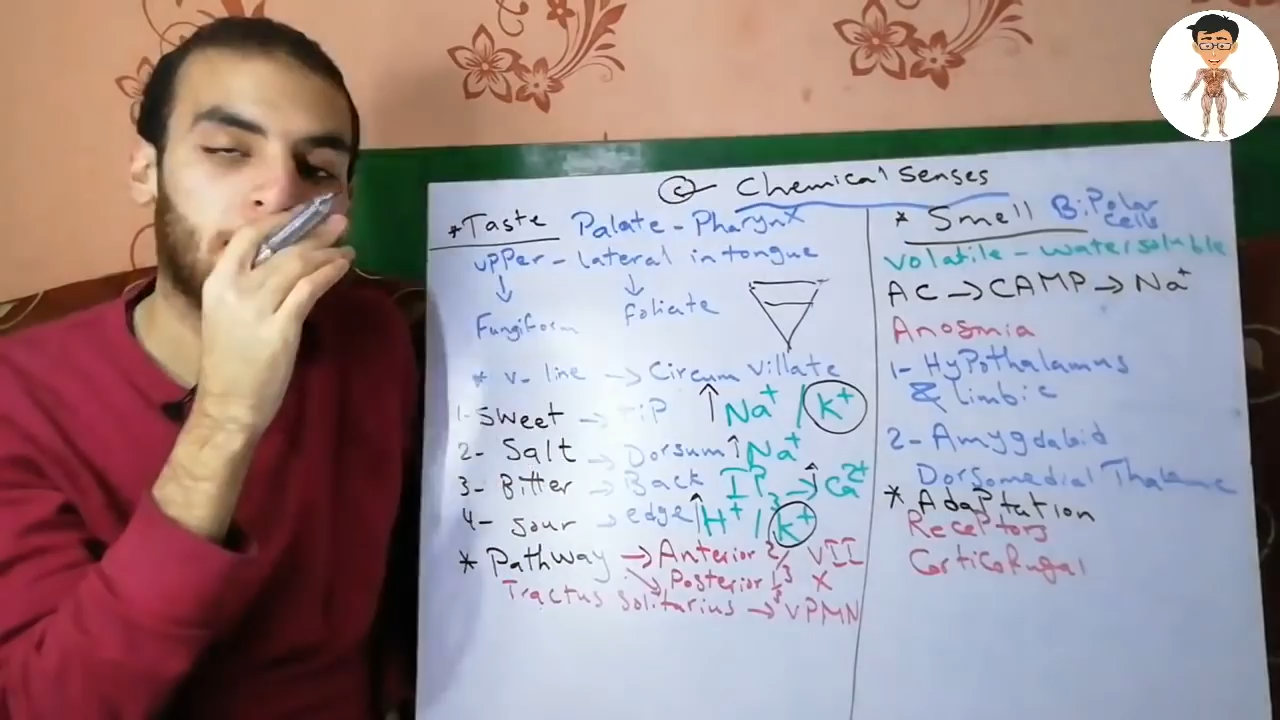 Chemical Senses
* Taste Palate - Pharynx
upper - lateral in tongue
↓ ↓
Fungiform foliate
* v- line → Circum villate
1- Sweet → TiP ↑ Na+ / K+
2- Salt → Dorsum ↑ Na+
3- Bitter → Back IP3 → ↑ Ca2+
4- Sour → edge ↑ H+ / K+
* Pathway → Anterior 2/3 VII
↘ Posterior 1/3 X
Tractus Solitarius → VPMN
* Smell Bipolar Cells
Volatile - water soluble
AC → CAMP → Na+
Anosmia
1- Hypothalamus
& limbic
2- Amygdaloid
Dorsomedial
* Adaptation
Receptors
Corticofugal